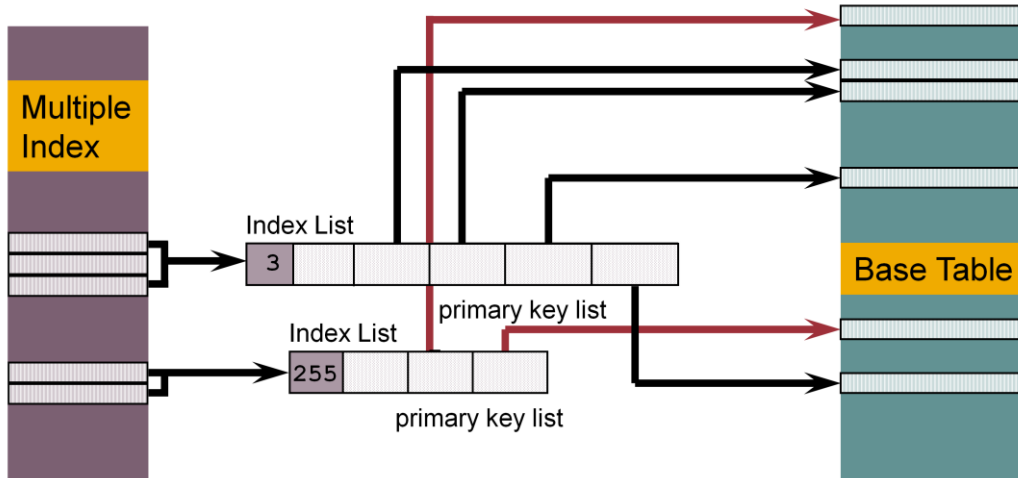 Multiple
Index
Index List
3
primary key list
Base Table
Index List
255
primary key list